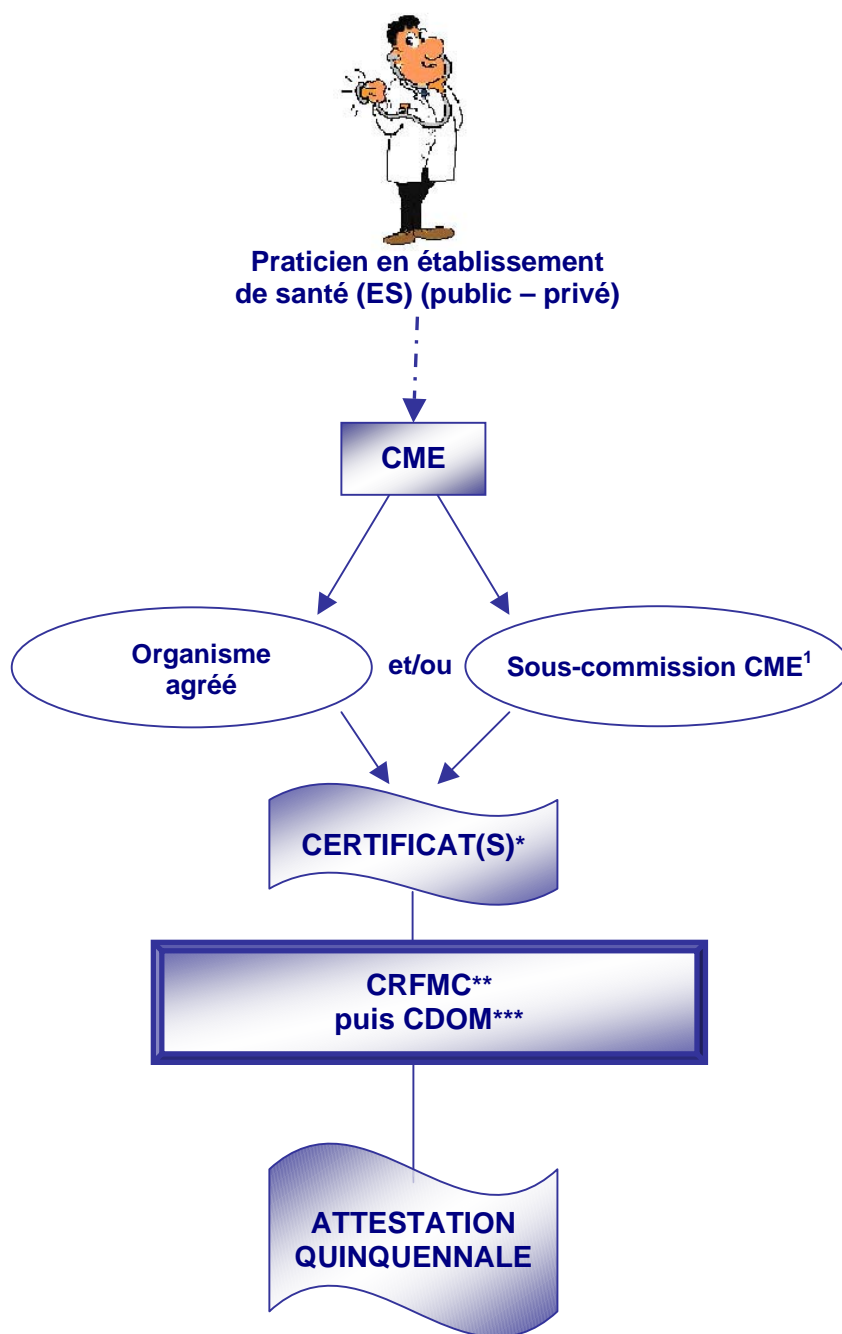 Praticien en établissement
de santé (ES) (public – privé)
CME
Organisme
agréé
et/ou
Sous-commission CME¹
CERTIFICAT(S)*
CRFMC**
puis CDOM***
ATTESTATION
QUINQUENNALE